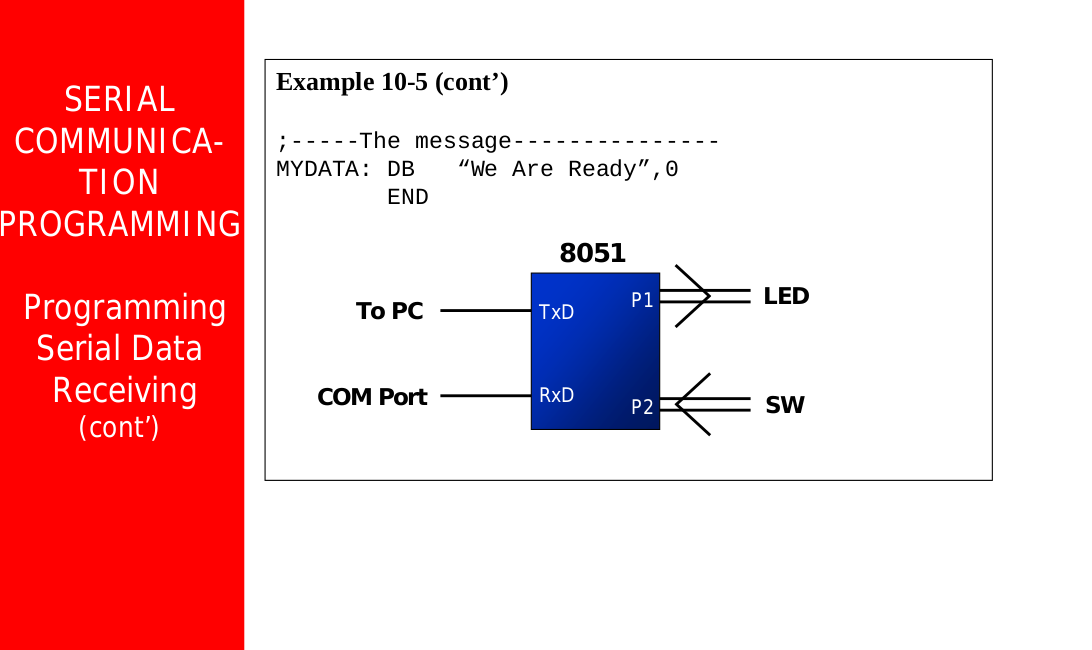 SERIAL
COMMUNICA-
TION
PROGRAMMING
Programming
Serial Data
Receiving
(cont’)
Example 10-5 (cont’)
;-----The message---------------
MYDATA: DB   “We Are Ready”,0
        END
8051
To PC
TxD
P1
LED
COM Port
RxD
P2
SW